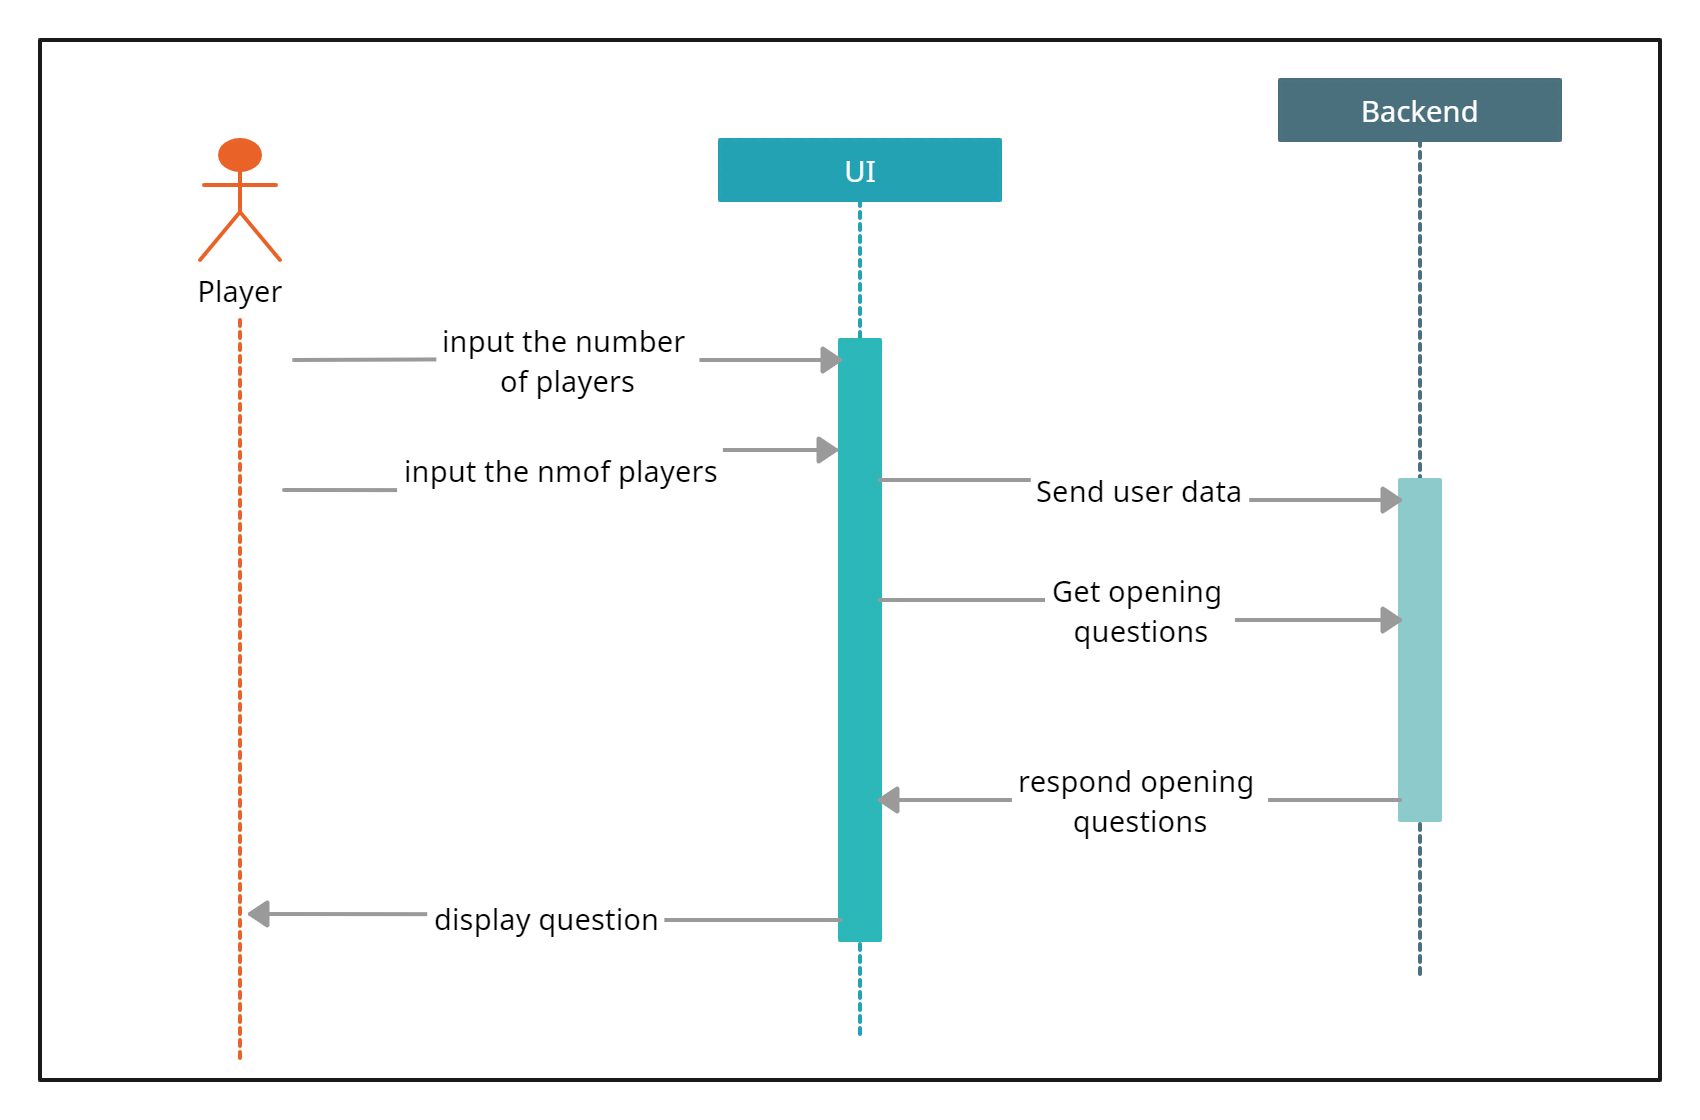 Backend
UI
Player
input the number
of players
input the nmof players
Send user data
Get opening
questions
respond opening
questions
display question